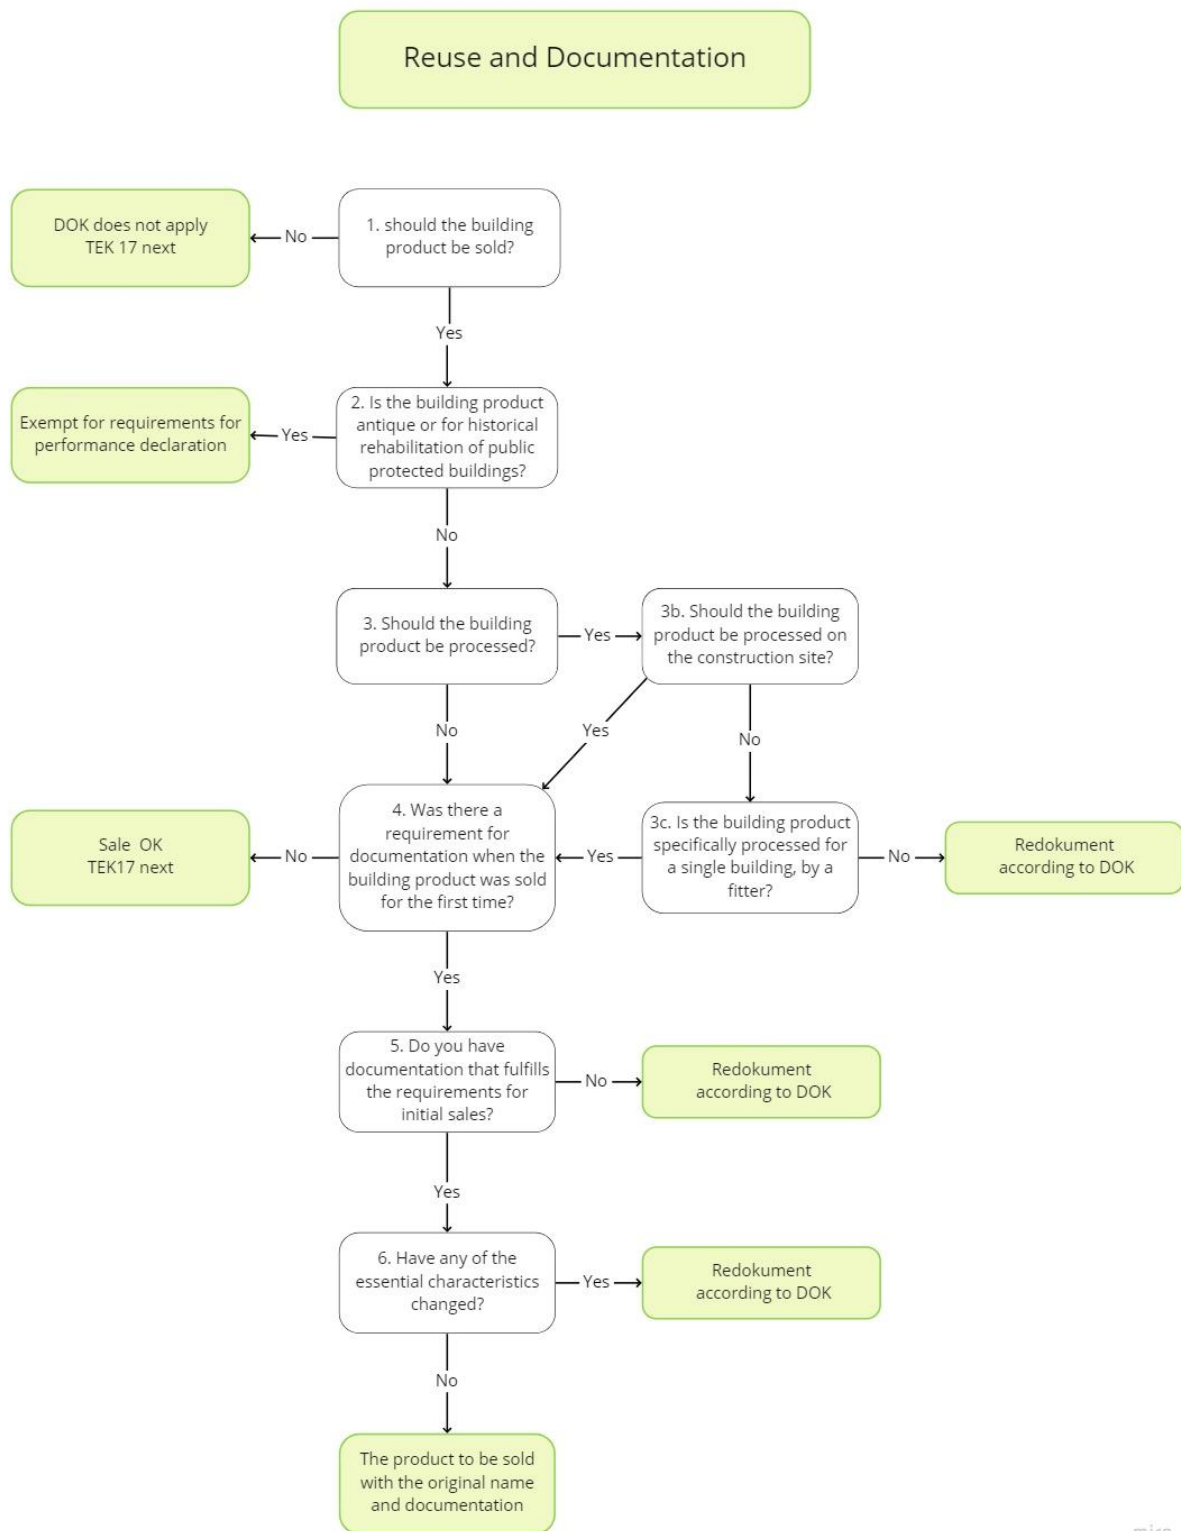 Reuse and Documentation
DOK does not apply
TEK 17 next
No
1. should the building
product be sold?
Yes
Exempt for requirements for
performance declaration
Yes
2. Is the building product
antique or for historical
rehabilitation of public
protected buildings?
No
3. Should the building
product be processed?
Yes
3b. Should the building
product be processed on
the construction site?
No
Yes
No
Sale OK
TEK17 next
No
4. Was there a
requirement for
documentation when the
building product was sold
for the first time?
Yes
3c. Is the building product
specifically processed for
a single building, by a
fitter?
No
Redokument
according to DOK
Yes
5. Do you have
documentation that fulfills
the requirements for
initial sales?
No
Redokument
according to DOK
Yes
6. Have any of the
essential characteristics
changed?
Yes
Redokument
according to DOK
No
The product to be sold
with the original name
and documentation
miro